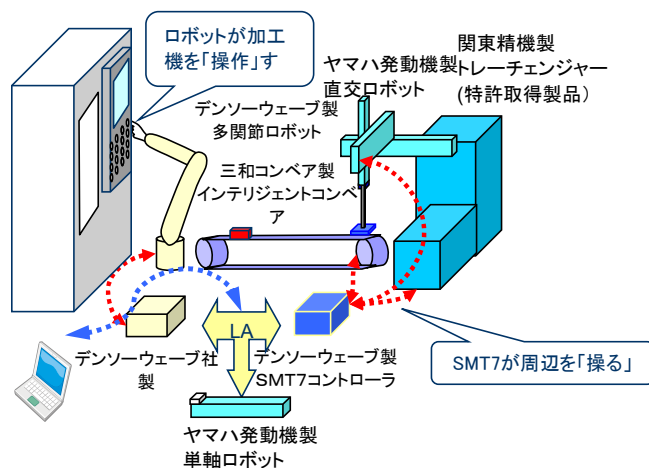 ロボットが加工
機を「操作」す
関東精機製
トレーチェンジャー
(特許取得製品）
ヤマハ発動機製
直交ロボット
デンソーウェーブ製
多関節ロボット
三和コンベア製
インテリジェントコンベ
ア
LA
デンソーウェーブ社
製
デンソーウェーブ製
SMT7コントローラ
SMT7が周辺を「操る」
ヤマハ発動機製
単軸ロボット